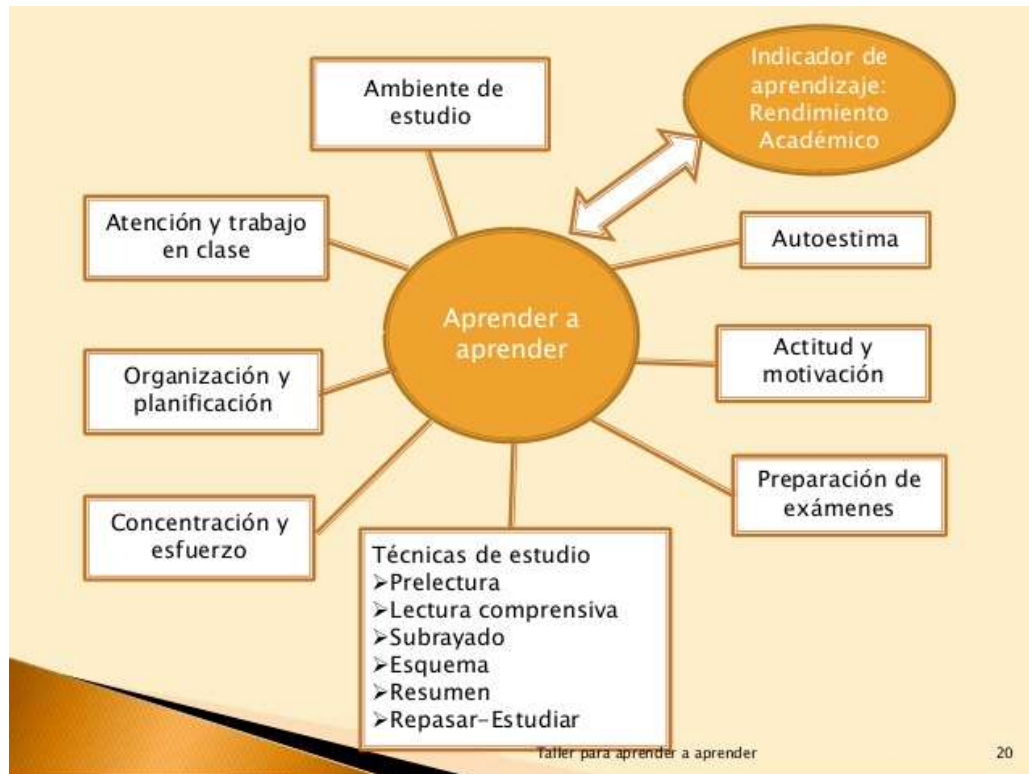 Indicador de
aprendizaje:
Rendimiento
Académico
Ambiente de
estudio
Atención y trabajo
en clase
Autoestima
Aprender a
aprender
Actitud y
motivación
Organización y
planificación
Preparación de
exámenes
Concentración y
esfuerzo
Técnicas de estudio
➢Prelectura
➢Lectura comprensiva
➢Subrayado
➢Esquema
➢Resumen
➢Repasar-Estudiar
Taller para aprender a aprender
20